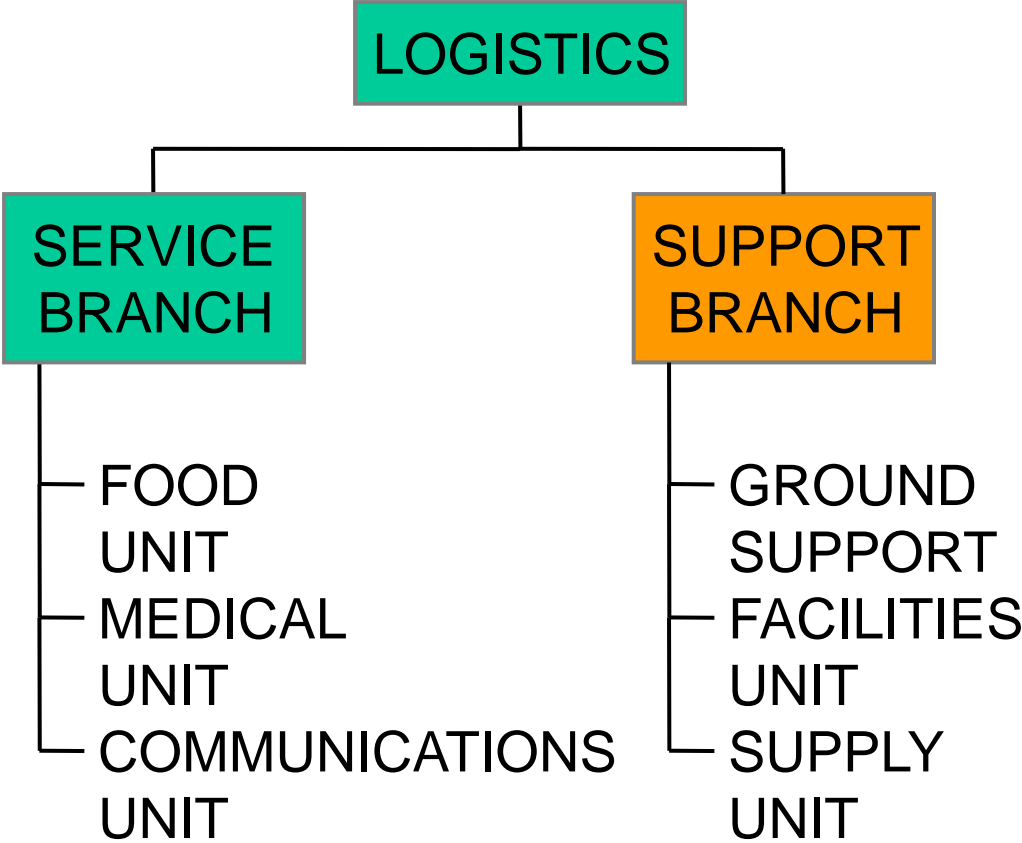 LOGISTICS
SERVICE
BRANCH
FOOD
UNIT
MEDICAL
UNIT
COMMUNICATIONS
UNIT
SUPPORT
BRANCH
GROUND
SUPPORT
FACILITIES
UNIT
SUPPLY
UNIT